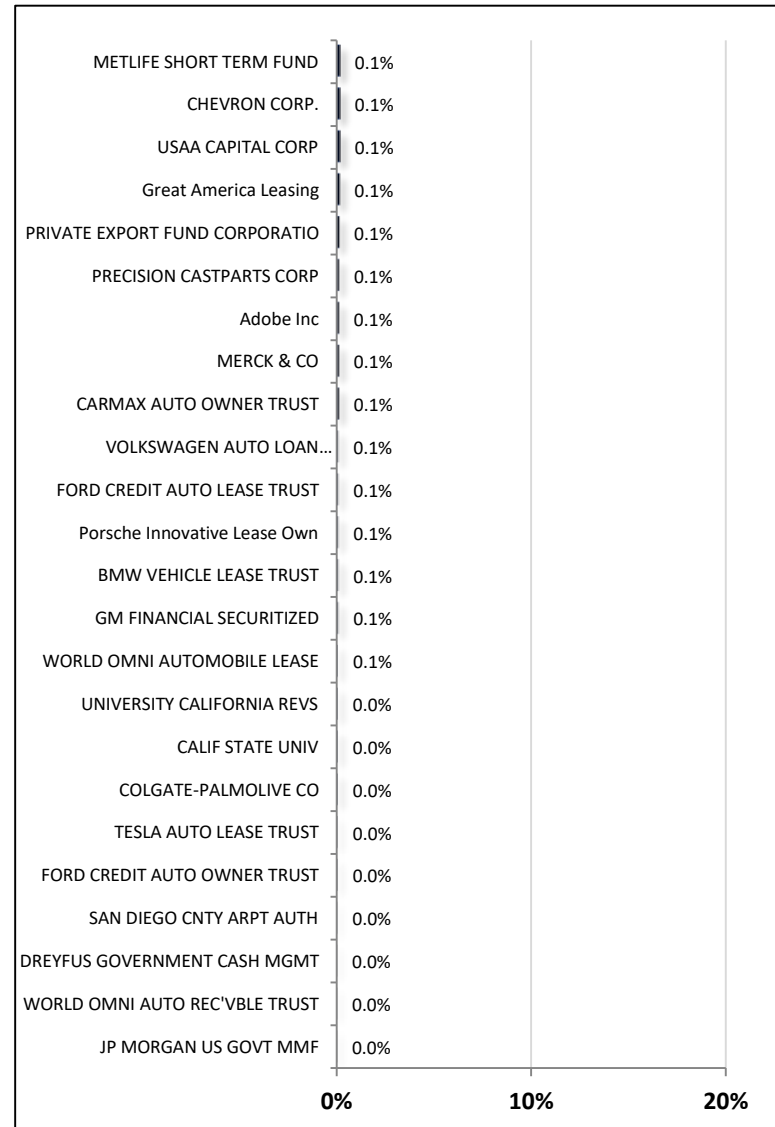 METLIFE SHORT TERM FUND 0.1%
CHEVRON CORP. 0.1%
USAA CAPITAL CORP 0.1%
Great America Leasing 0.1%
PRIVATE EXPORT FUND CORPORATIO 0.1%
PRECISION CASTPARTS CORP 0.1%
Adobe Inc 0.1%
MERCK & CO 0.1%
CARMAX AUTO OWNER TRUST 0.1%
VOLKSWAGEN AUTO LOAN... 0.1%
FORD CREDIT AUTO LEASE TRUST 0.1%
Porsche Innovative Lease Own 0.1%
BMW VEHICLE LEASE TRUST 0.1%
GM FINANCIAL SECURITIZED 0.1%
WORLD OMNI AUTOMOBILE LEASE 0.1%
UNIVERSITY CALIFORNIA REVS 0.0%
CALIF STATE UNIV 0.0%
COLGATE-PALMOLIVE CO 0.0%
TESLA AUTO LEASE TRUST 0.0%
FORD CREDIT AUTO OWNER TRUST 0.0%
SAN DIEGO CNTY ARPT AUTH 0.0%
DREYFUS GOVERNMENT CASH MGMT 0.0%
WORLD OMNI AUTO REC'VBLE TRUST 0.0%
JP MORGAN US GOVT MMF 0.0%
0% 10% 20%